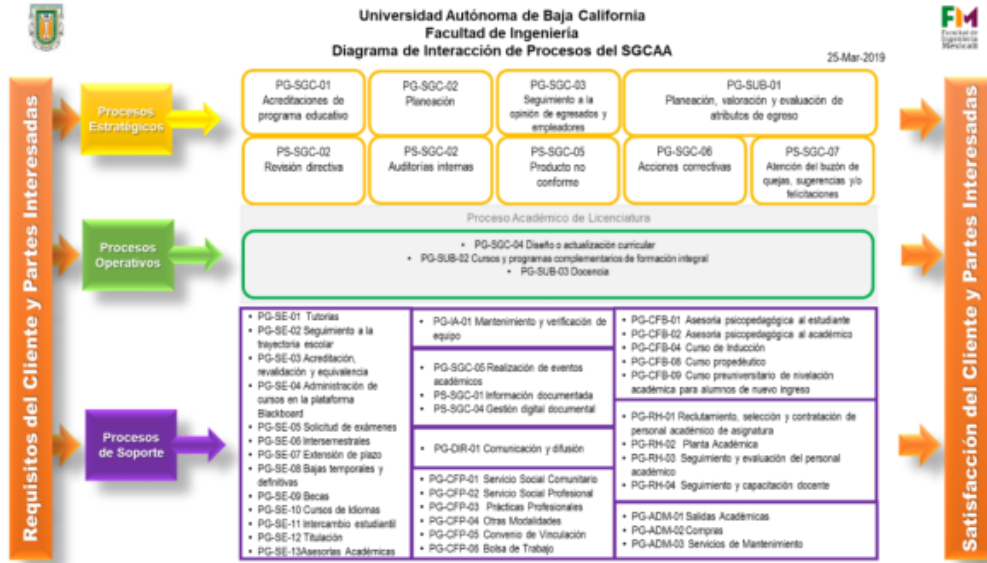 Universidad Autónoma de Baja California
Facultad de Ingeniería
Diagrama de Interacción de Procesos del SGCAA
FIM
Facultad de
Ingeniería
Mexicali
25-Mar-2019
Requisitos del Cliente y Partes Interesadas
Procesos
Estratégicos
PG-SGC-01
Acreditaciones de
programa educativo
PG-SGC-02
Planeación
PG-SGC-03
Seguimiento a la
opinión de egresados y
empleadores
PG-SUB-01
Planeación, valoración y evaluación de
atributos de egreso
PS-SGC-02
Revisión directiva
PS-SGC-02
Auditorías internas
PS-SGC-05
Producto no
conforme
PG-SGC-06
Acciones correctivas
PS-SGC-07
Atención del buzón de
quejas, sugerencias y/o
felicitaciones
Procesos
Operativos
Proceso Académico de Licenciatura
• PG-SGC-04 Diseño o actualización curricular
• PG-SUB-02 Cursos y programas complementarios de formación integral
• PG-SUB-03 Docencia
Procesos
de Soporte
• PG-SE-01 Tutorías
• PG-SE-02 Seguimiento a la
trayectoria escolar
• PG-SE-03 Acreditación,
revalidación y equivalencia
• PG-SE-04 Administración de
cursos en la plataforma
Blackboard
• PG-SE-05 Solicitud de exámenes
• PG-SE-06 Intersemestrales
• PG-SE-07 Extensión de plazo
• PG-SE-08 Bajas temporales y
definitivas
• PG-SE-09 Becas
• PG-SE-10 Cursos de Idiomas
• PG-SE-11 Intercambio estudiantil
• PG-SE-12 Titulación
• PG-SE-13Asesorías Académicas
• PG-IA-01 Mantenimiento y verificación de
equipo
• PG-SGC-05 Realización de eventos
académicos
• PS-SGC-01 Información documentada
• PS-SGC-04 Gestión digital documental
• PG-DIR-01 Comunicación y difusión
• PG-CFP-01 Servicio Social Comunitario
• PG-CFP-02 Servicio Social Profesional
• PG-CFP-03 Prácticas Profesionales
• PG-CFP-04 Otras Modalidades
• PG-CFP-05 Convenio de Vinculación
• PG-CFP-06 Bolsa de Trabajo
• PG-CFB-01 Asesoría psicopedagógica al estudiante
• PG-CFB-02 Asesoría psicopedagógica al académico
• PG-CFB-04 Curso de Inducción
• PG-CFB-08 Curso propedéutico
• PG-CFB-09 Curso preuniversitario de nivelación
académica para alumnos de nuevo ingreso
• PG-RH-01 Reclutamiento, selección y contratación de
personal académico de asignatura
• PG-RH-02 Planta Académica
• PG-RH-03 Seguimiento y evaluación del personal
académico
• PG-RH-04 Seguimiento y capacitación docente
• PG-ADM-01 Salidas Académicas
• PG-ADM-02 Compras
• PG-ADM-03 Servicios de Mantenimiento
Satisfacción del Cliente y Partes Interesadas